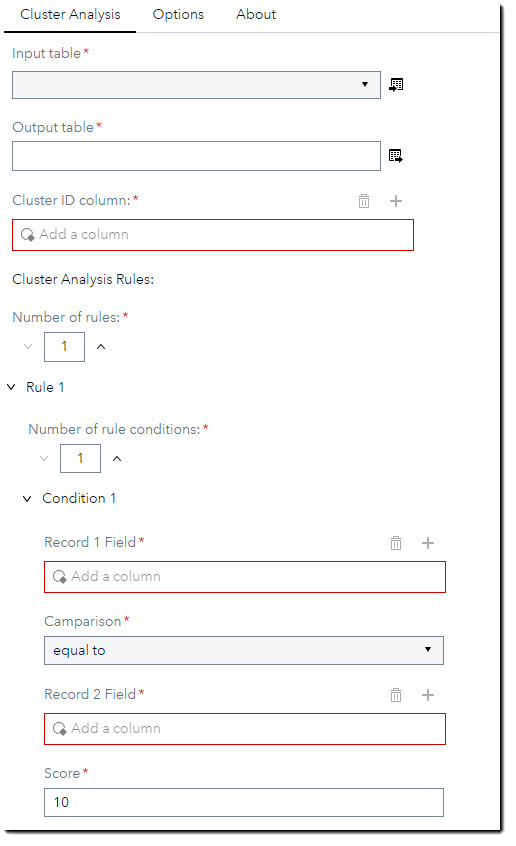 Cluster Analysis Options About
Input table*
Output table*
Cluster ID column:*
Add a column
Cluster Analysis Rules:
Number of rules:*
1
Rule 1
Number of rule conditions:*
1
Condition 1
Record 1 Field*
Add a column
Camparison*
equal to
Record 2 Field*
Add a column
Score*
10